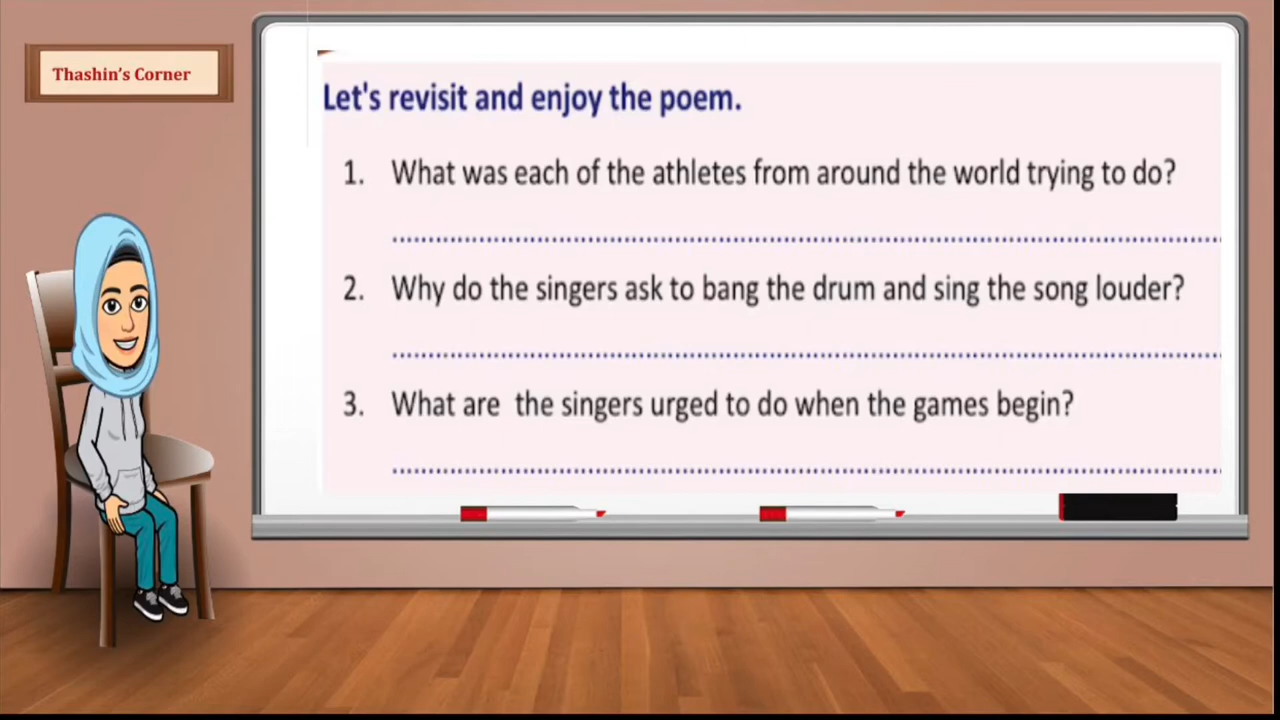 Thashin's Corner
Let's revisit and enjoy the poem.
1. What was each of the athletes from around the world trying to do?
2. Why do the singers ask to bang the drum and sing the song louder?
3. What are the singers urged to do when the games begin?